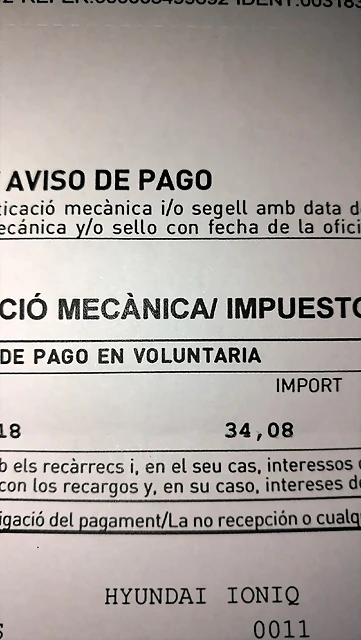 AVISO DE PAGO
ticació mecànica i/o segell amb data d
ecánica y/o sello con fecha de la ofici
CIÓ MECÀNICA/ IMPUESTO
DE PAGO EN VOLUNTARIA
IMPORT
18 34,08
b els recàrrecs i, en el seu cas, interessos
con los recargos y, en su caso, intereses de
igació del pagament/La no recepción o cualq
HYUNDAI IONIQ
S 0011